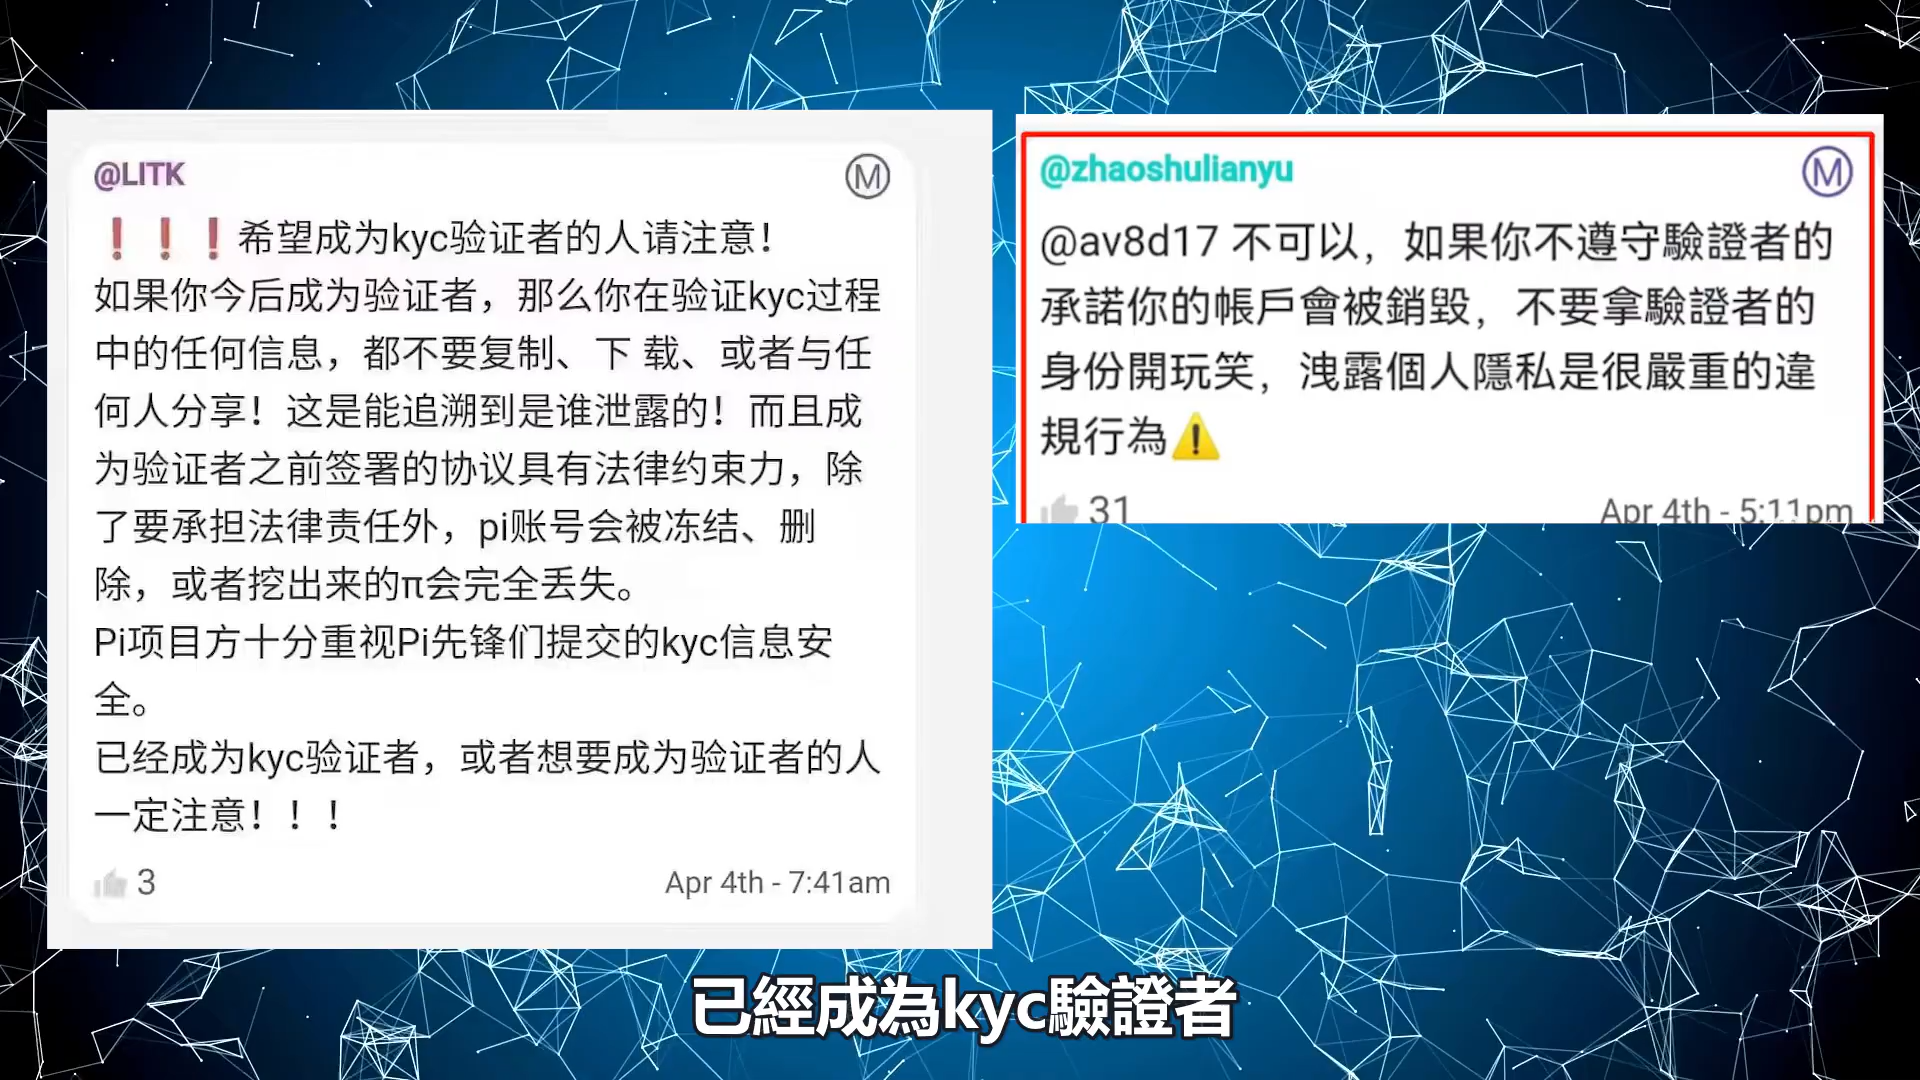 @LITK
M
❗❗❗希望成为kyc验证者的人请注意！
如果你今后成为验证者，那么你在验证kyc过程
中的任何信息，都不要复制、下 载、或者与任
何人分享！这是能追溯到是谁泄露的！而且成
为验证者之前签署的协议具有法律约束力，除
了要承担法律责任外，pi账号会被冻结、删
除，或者挖出来的π会完全丢失。
Pi项目方十分重视Pi先锋们提交的kyc信息安
全。
已经成为kyc验证者，或者想要成为验证者的人
一定注意！！！
3
Apr 4th - 7:41am
@zhaoshulianyu
M
@av8d17 不可以，如果你不遵守驗證者的
承諾你的帳戶會被銷毀，不要拿驗證者的
身份開玩笑，洩露個人隱私是很嚴重的違
規行為⚠️
31
Apr 4th - 5:11pm
已經成為kyc驗證者